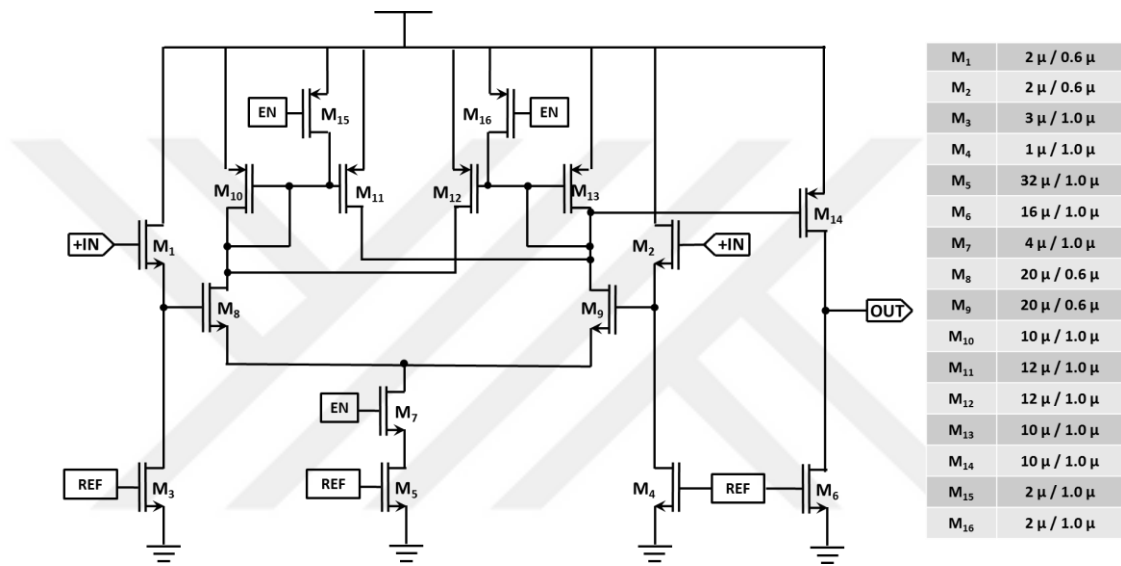 EN
M15
M16
EN
M10
M11
M12
M13
M14
+IN
M1
M2
+IN
M8
M9
OUT
EN
M7
REF
M3
REF
M5
M4
REF
M6
M₁ 2 μ / 0.6 μ
M₂ 2 μ / 0.6 μ
M₃ 3 μ / 1.0 μ
M₄ 1 μ / 1.0 μ
M₅ 32 μ / 1.0 μ
M₆ 16 μ / 1.0 μ
M₇ 4 μ / 1.0 μ
M₈ 20 μ / 0.6 μ
M₉ 20 μ / 0.6 μ
M₁₀ 10 μ / 1.0 μ
M₁₁ 12 μ / 1.0 μ
M₁₂ 12 μ / 1.0 μ
M₁₃ 10 μ / 1.0 μ
M₁₄ 10 μ / 1.0 μ
M₁₅ 2 μ / 1.0 μ
M₁₆ 2 μ / 1.0 μ